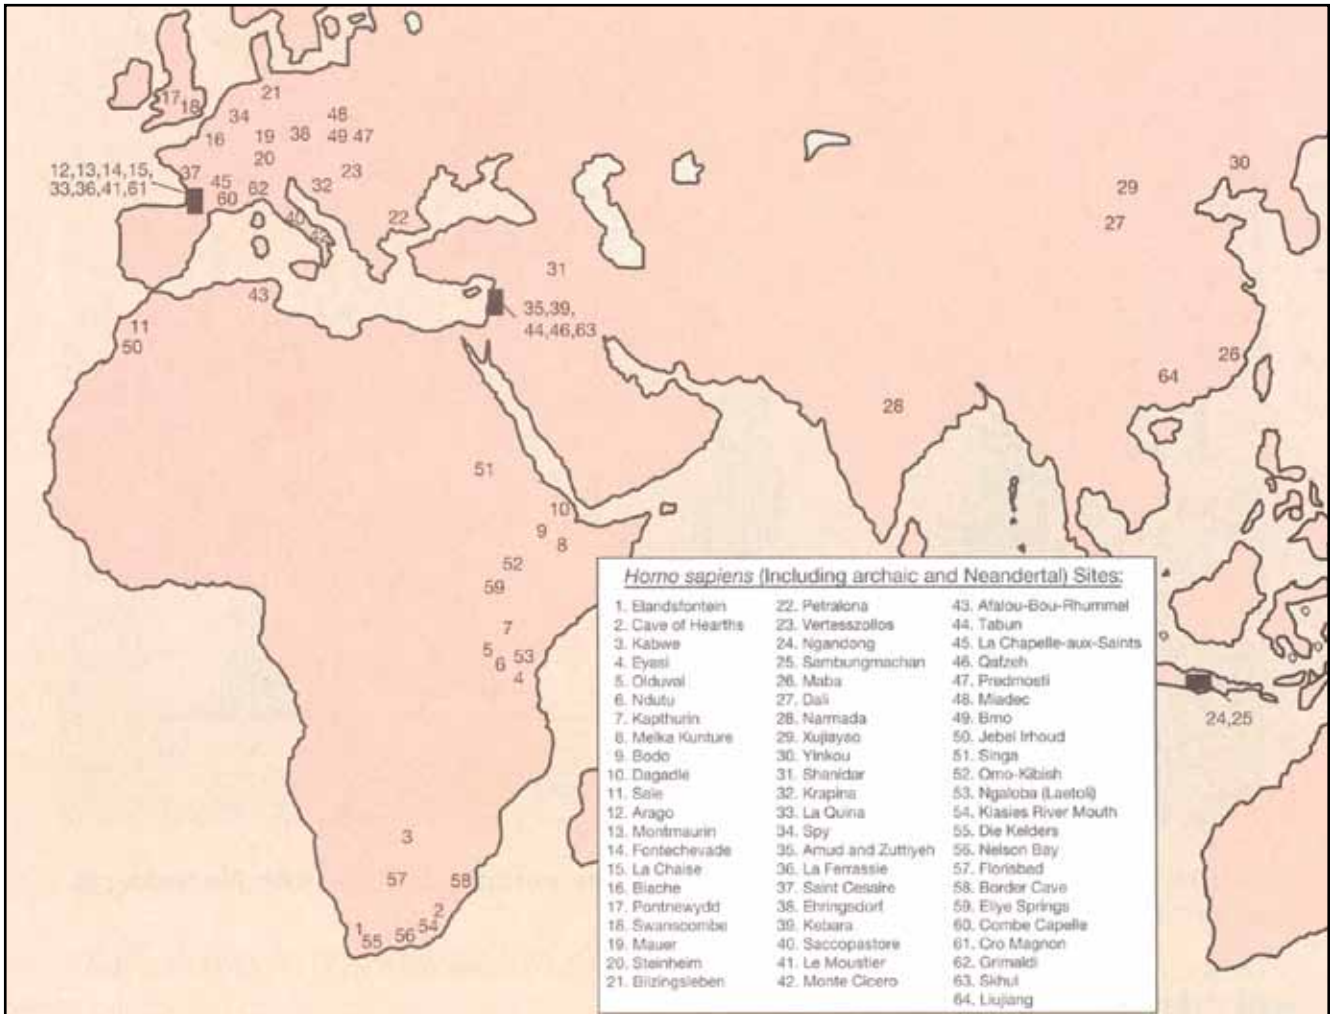 21
17
18
34
48
16
19
38
49 47
20
12,13,14,15,
33,36,41,61
37
45
60
62
32
23
40
22
31
43
35,39,
44,46,63
11
50
30
29
27
26
64
28
51
10
9
8
52
59
7
5
6
53
4
3
57
58
2
1
55
56
54
24,25
Homo sapiens (Including archaic and Neandertal) Sites:
1. Elandsfontein
2. Cave of Hearths
3. Kabwe
4. Eyasi
5. Olduvai
6. Ndutu
7. Kapthurin
8. Melka Kunture
9. Bodo
10. Dagadle
11. Sale
12. Arago
13. Montmaurin
14. Fontechevade
15. La Chaise
16. Biache
17. Pontnewydd
18. Swanscombe
19. Mauer
20. Steinheim
21. Bilzingsleben
22. Petralona
23. Vertesszollos
24. Ngandong
25. Sambungmachan
26. Maba
27. Dali
28. Narmada
29. Xujiayao
30. Yinkou
31. Shanidar
32. Krapina
33. La Quina
34. Spy
35. Amud and Zuttiyeh
36. La Ferrassie
37. Saint Cesaire
38. Ehringsdorf
39. Kebara
40. Saccopastore
41. Le Moustier
42. Monte Cicero
43. Afalou-Bou-Rhummel
44. Tabun
45. La Chapelle-aux-Saints
46. Qafzeh
47. Predmosti
48. Mladec
49. Brno
50. Jebel Irhoud
51. Singa
52. Omo-Kibish
53. Ngaloba (Laetoli)
54. Klasies River Mouth
55. Die Kelders
56. Nelson Bay
57. Florisbad
58. Border Cave
59. Eliye Springs
60. Combe Capelle
61. Cro Magnon
62. Grimaldi
63. Skhul
64. Liujiang